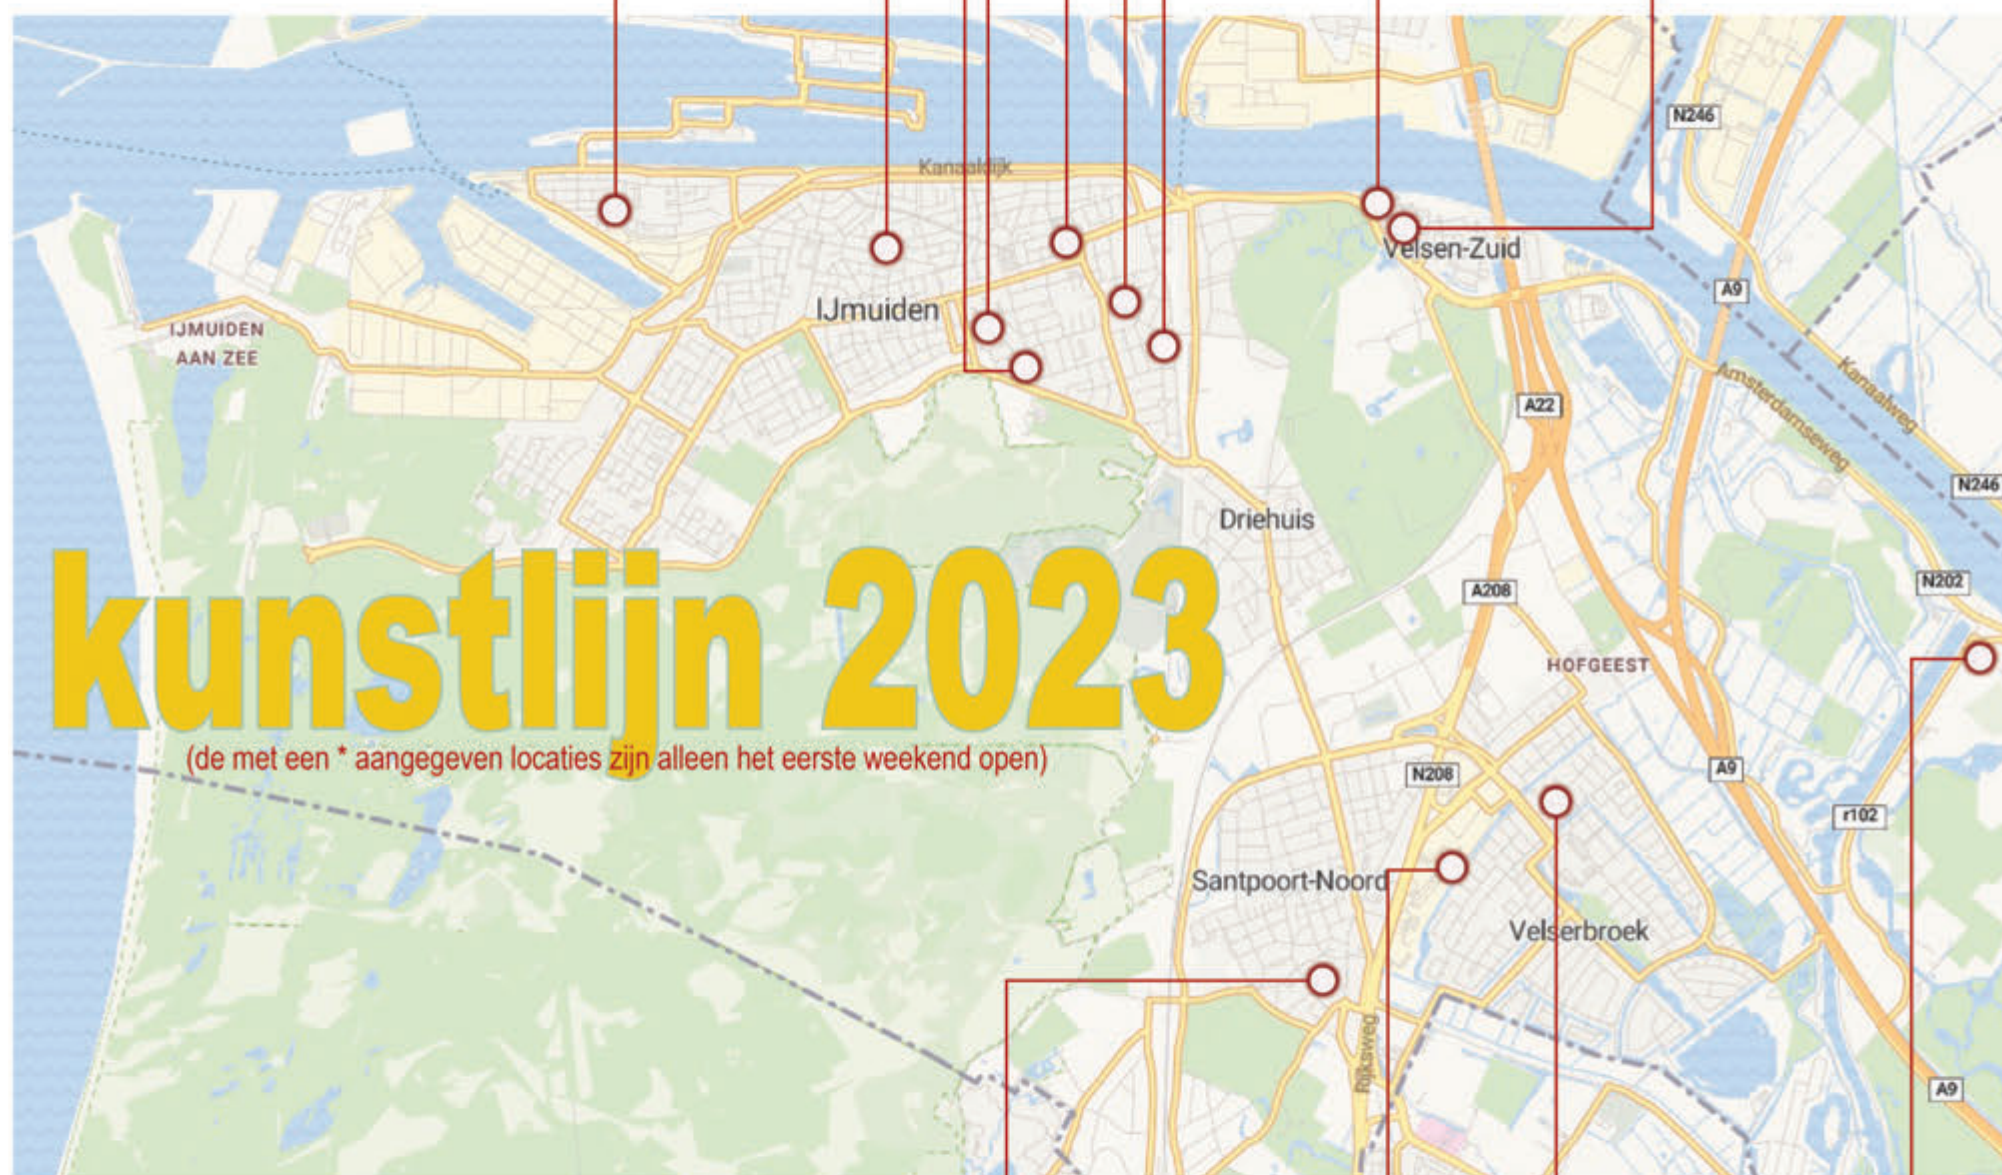 N246
Kanaaldijk
Velsen-Zuid
A9
IJmuiden
IJMUIDEN
AAN ZEE
Kanaalweg
Amsterdamseweg
A22
N246
Driehuis
N202
A208
kunstlijn 2023
HOFGEEST
(de met een * aangegeven locaties zijn alleen het eerste weekend open)
N208
A9
r102
Santpoort-Noord
Velserbroek
Rijksweg
A9